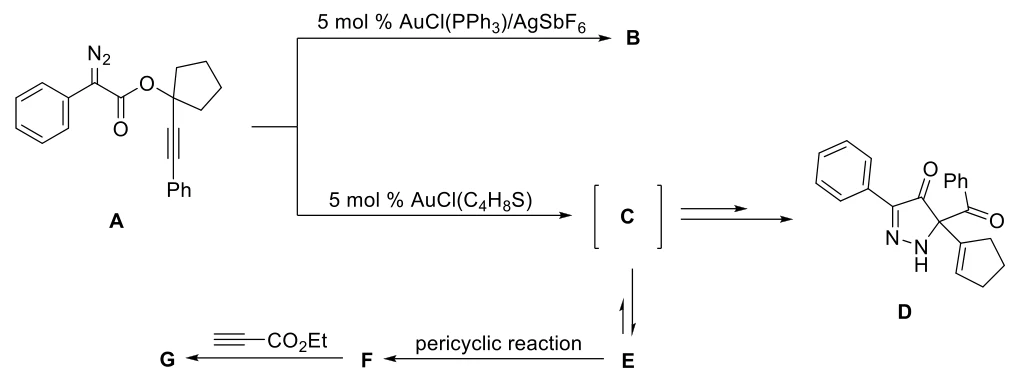 5 mol % AuCl(PPh3)/AgSbF6
B
N2
O
O
Ph
A
5 mol % AuCl(C4H8S)
C
O
Ph
O
N
N
H
D
CO2Et
pericyclic reaction
G
F
E